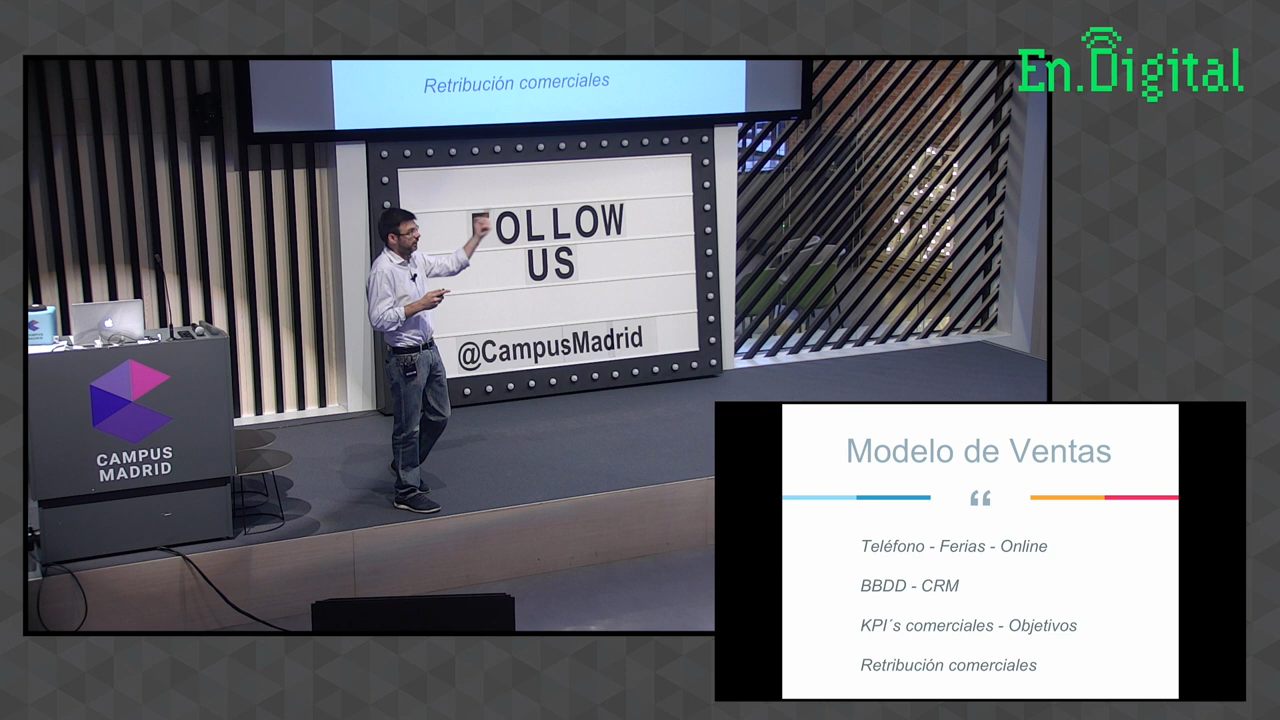 En.Digital
Retribución comerciales
FOLLOW
US
@CampusMadrid
CAMPUS
MADRID
Modelo de Ventas
“
Teléfono - Ferias - Online
BBDD - CRM
KPI´s comerciales - Objetivos
Retribución comerciales